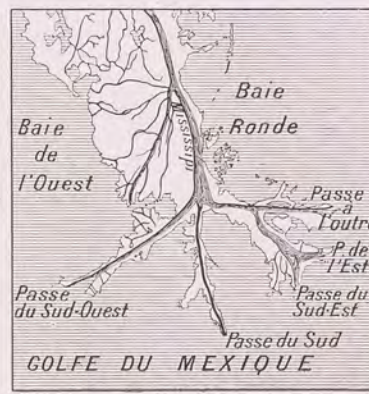 Baie
Ronde
Mississipi
Baie
de
l'Ouest
Passe
à
l'outre
P. de
l'Est
Passe du
Sud-Est
Passe
du Sud-Ouest
Passe du Sud
GOLFE DU MEXIQUE